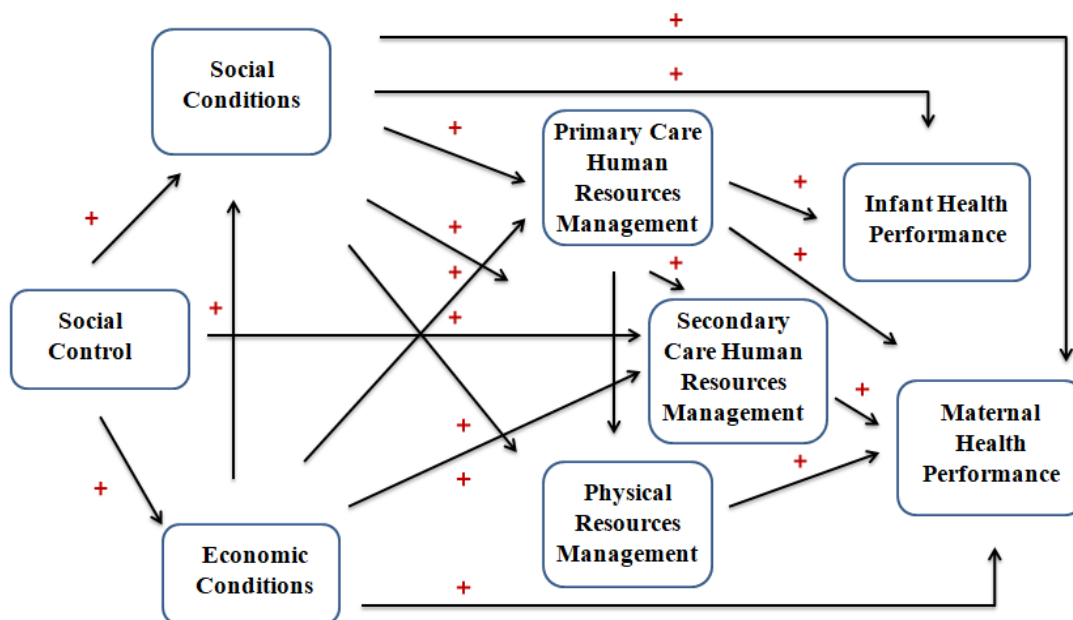 +
Social
Conditions
+
Primary Care
Human
Resources
Management
+
+
Infant Health
Performance
+
+
+
+
+
+
Social
Control
+
+
Secondary
Care Human
Resources
Management
+
Maternal
Health
Performance
+
+
+
+
Physical
Resources
Management
Economic
Conditions
+